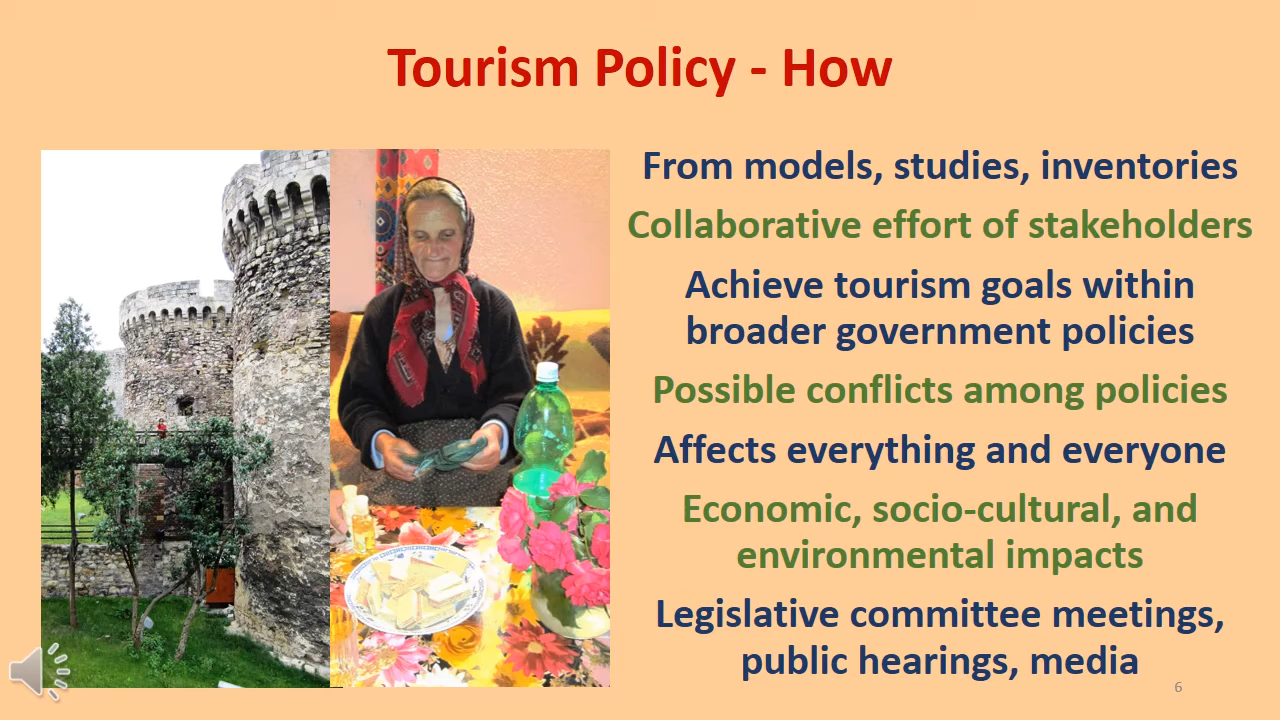 Tourism Policy - How
From models, studies, inventories
Collaborative effort of stakeholders
Achieve tourism goals within
broader government policies
Possible conflicts among policies
Affects everything and everyone
Economic, socio-cultural, and
environmental impacts
Legislative committee meetings,
public hearings, media
6